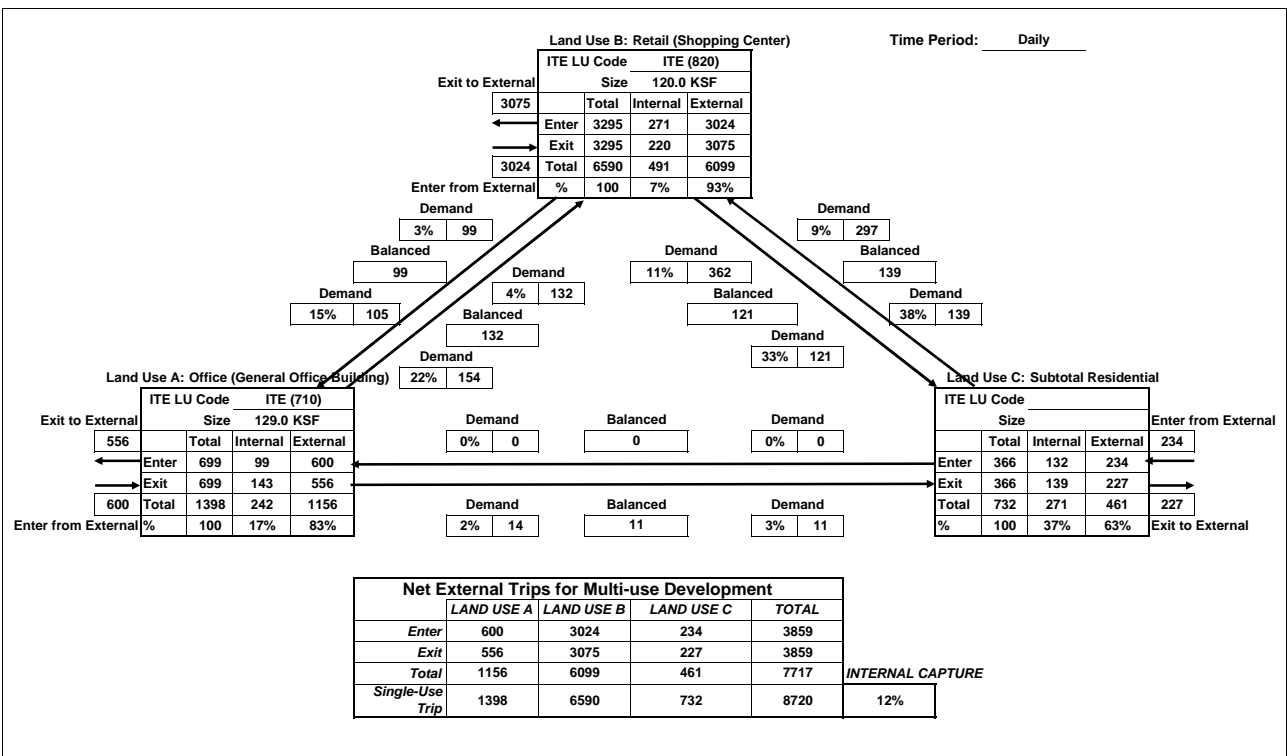 Land Use B: Retail (Shopping Center) Time Period: Daily
ITE LU Code ITE (820)
Exit to External Size 120.0 KSF
3075 Total Internal External
Enter 3295 271 3024
Exit 3295 220 3075
3024 Total 6590 491 6099
Enter from External % 100 7% 93%
Demand Demand
3% 99 9% 297
Balanced Demand Balanced
99 Demand 11% 362 139
Demand 4% 132 Balanced Demand
15% 105 Balanced 121 38% 139
132 Demand
Demand 33% 121
Land Use A: Office (General Office Building) 22% 154 Land Use C: Subtotal Residential
ITE LU Code ITE (710) ITE LU Code
Exit to External Size 129.0 KSF Demand Balanced Demand Size Enter from External
556 Total Internal External 0% 0 0 0% 0 Total Internal External 234
Enter 699 99 600 Enter 366 132 234
Exit 699 143 556 Exit 366 139 227
600 Total 1398 242 1156 Demand Balanced Demand Total 732 271 461 227
Enter from External % 100 17% 83% 2% 14 11 3% 11 % 100 37% 63% Exit to External
Net External Trips for Multi-use Development
LAND USE A LAND USE B LAND USE C TOTAL
Enter 600 3024 234 3859
Exit 556 3075 227 3859
Total 1156 6099 461 7717 INTERNAL CAPTURE
Single-Use
Trip 1398 6590 732 8720 12%